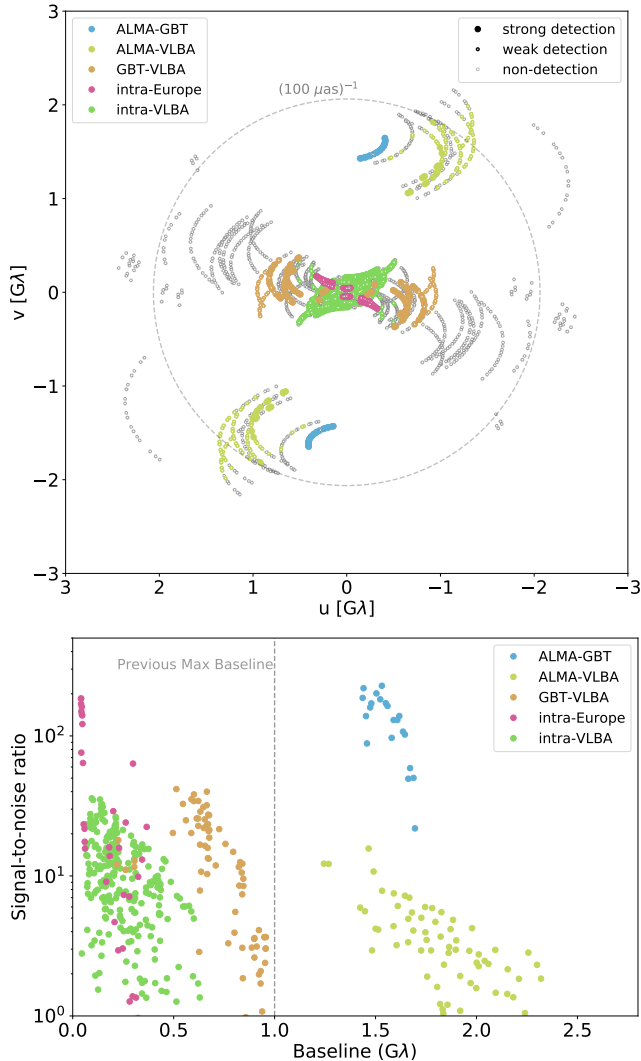 ALMA-GBT
ALMA-VLBA
GBT-VLBA
intra-Europe
intra-VLBA
strong detection
weak detection
non-detection
(100 μas)⁻¹
3
2
1
0
−1
−2
−3
v [Gλ]
3 2 1 0 −1 −2 −3
u [Gλ]
Previous Max Baseline
ALMA-GBT
ALMA-VLBA
GBT-VLBA
intra-Europe
intra-VLBA
10²
10¹
10⁰
Signal-to-noise ratio
0.0 0.5 1.0 1.5 2.0 2.5
Baseline (Gλ)